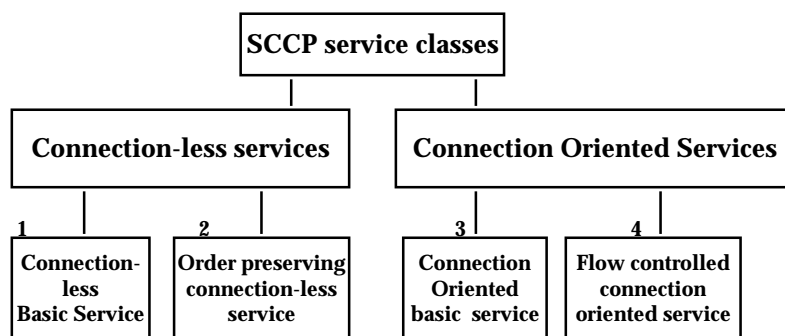 SCCP service classes
Connection-less services
Connection Oriented Services
1
Connection-
less
Basic Service
2
Order preserving
connection-less
service
3
Connection
Oriented
basic service
4
Flow controlled
connection
oriented service